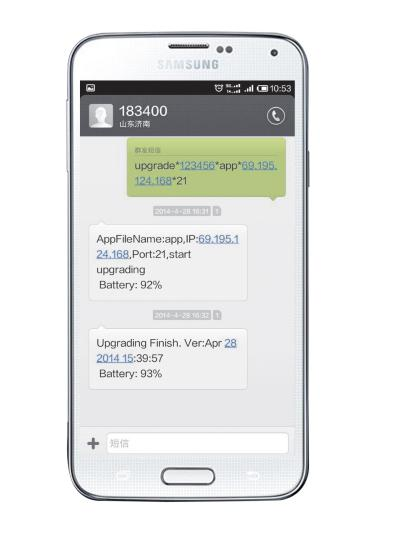 SAMSUNG
10:53
183400
山东济南
群发短信
upgrade*123456*app*69.195.
124.168*21
2014-4-28 16:31 1
AppFileName:app,IP:69.195.1
24.168,Port:21,start
upgrading
Battery: 92%
2014-4-28 16:32 1
Upgrading Finish. Ver:Apr 28
2014 15:39:57
Battery: 93%
短信